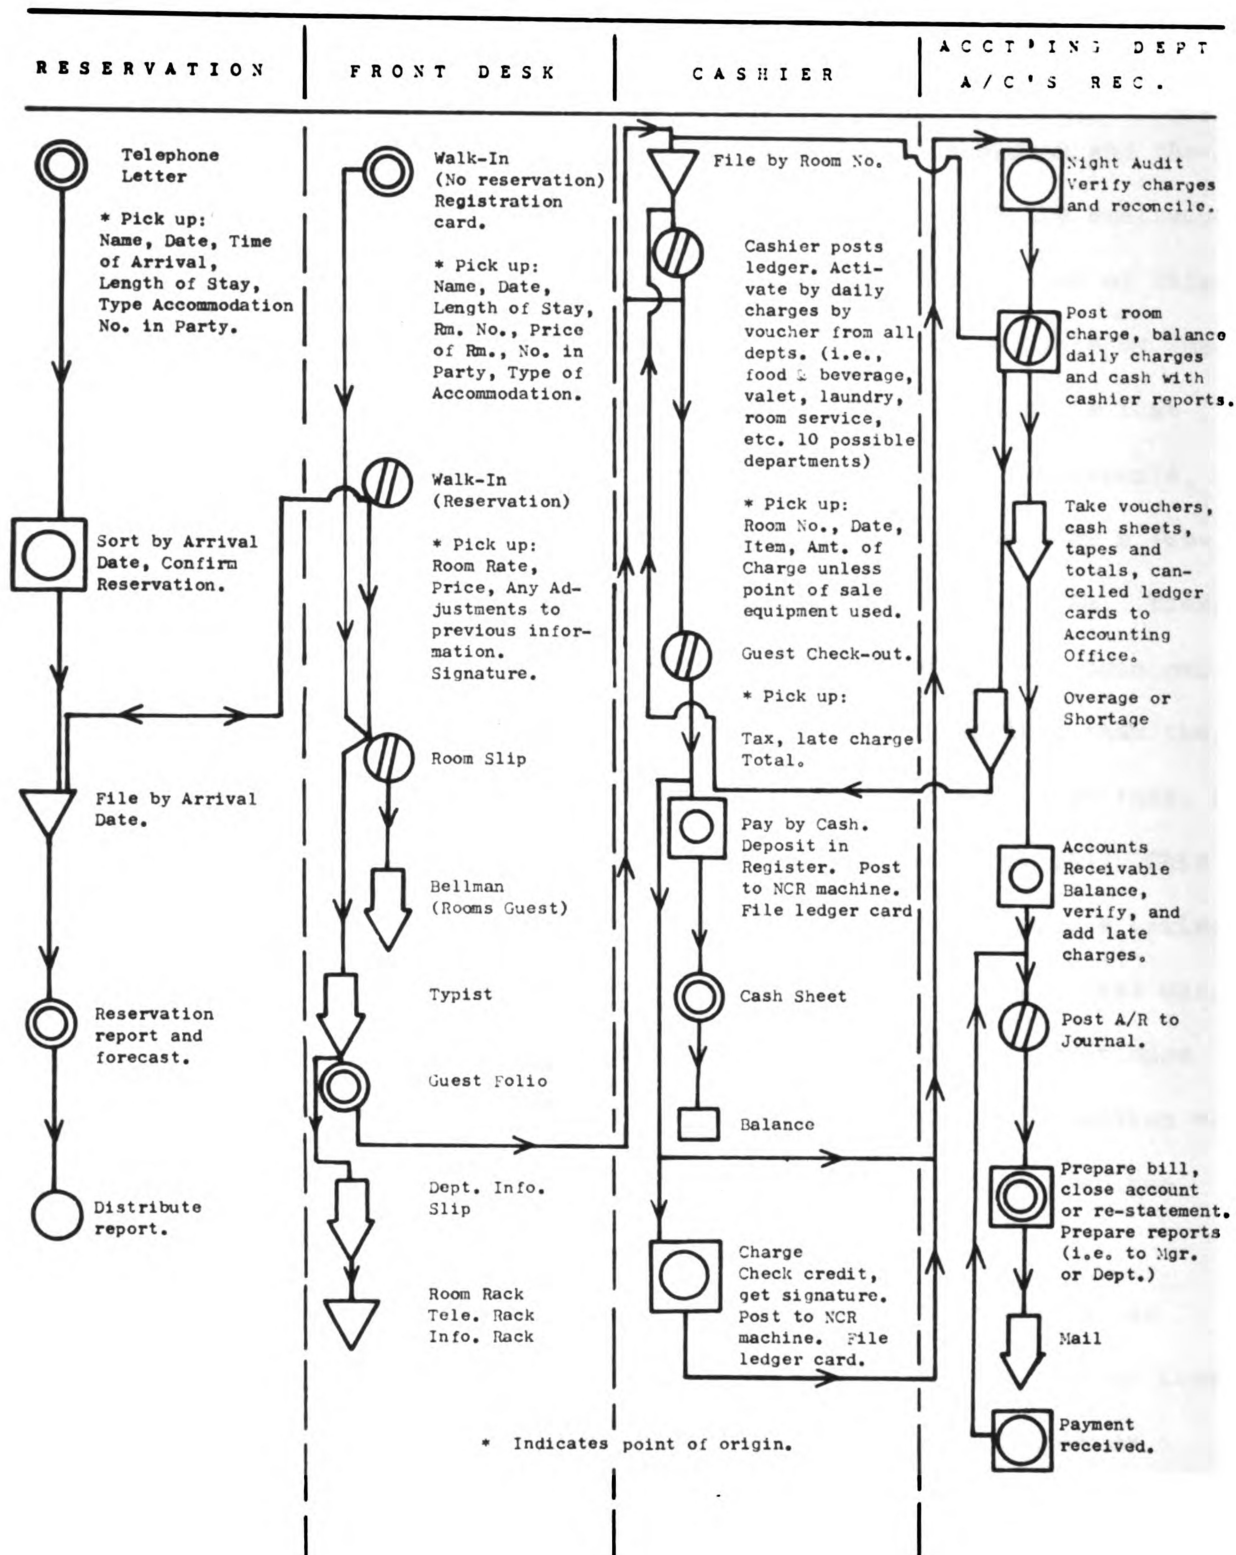 RESERVATION
Telephone
Letter
* Pick up:
Name, Date, Time
of Arrival,
Length of Stay,
Type Accommodation
No. in Party.
Sort by Arrival
Date, Confirm
Reservation.
File by Arrival
Date.
Reservation
report and
forecast.
Distribute
report.
FRONT DESK
Walk-In
(No reservation)
Registration
card.
* Pick up:
Name, Date,
Length of Stay,
Rm. No., Price
of Rm., No. in
Party, Type of
Accommodation.
Walk-In
(Reservation)
* Pick up:
Room Rate,
Price, Any Ad-
justments to
previous infor-
mation.
Signature.
Room Slip
Bellman
(Rooms Guest)
Typist
Guest Folio
Dept. Info.
Slip
Room Rack
Tele. Rack
Info. Rack
CASHIER
File by Room No.
Cashier posts
ledger. Acti-
vate by daily
charges by
voucher from all
depts. (i.e.,
food & beverage,
valet, laundry,
room service,
etc. 10 possible
departments)
* Pick up:
Room No., Date,
Item, Amt. of
Charge unless
point of sale
equipment used.
Guest Check-out.
* Pick up:
Tax, late charge
Total.
Pay by Cash.
Deposit in
Register. Post
to NCR machine.
File ledger card
Cash Sheet
Balance
Charge
Check credit,
get signature.
Post to NCR
machine. File
ledger card.
ACCT'ING DEPT
A/C'S REC.
Night Audit
Verify charges
and reconcile.
Post room
charge, balance
daily charges
and cash with
cashier reports.
Take vouchers,
cash sheets,
tapes and
totals, can-
celled ledger
cards to
Accounting
Office.
Overage or
Shortage
Accounts
Receivable
Balance,
verify, and
add late
charges.
Post A/R to
Journal.
Prepare bill,
close account
or re-statement.
Prepare reports
(i.e. to Mgr.
or Dept.)
Mail
Payment
received.
* Indicates point of origin.